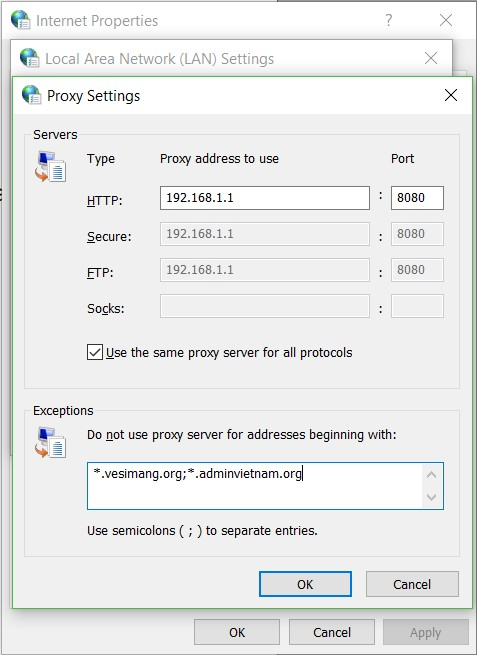 Internet Properties
?
Local Area Network (LAN) Settings
Proxy Settings
Servers
Type Proxy address to use Port
HTTP: 192.168.1.1 : 8080
Secure: 192.168.1.1 : 8080
FTP: 192.168.1.1 : 8080
Socks: :
Use the same proxy server for all protocols
Exceptions
Do not use proxy server for addresses beginning with:
*.vesimang.org;*.adminvietnam.org
Use semicolons ( ; ) to separate entries.
OK Cancel
OK Cancel Apply